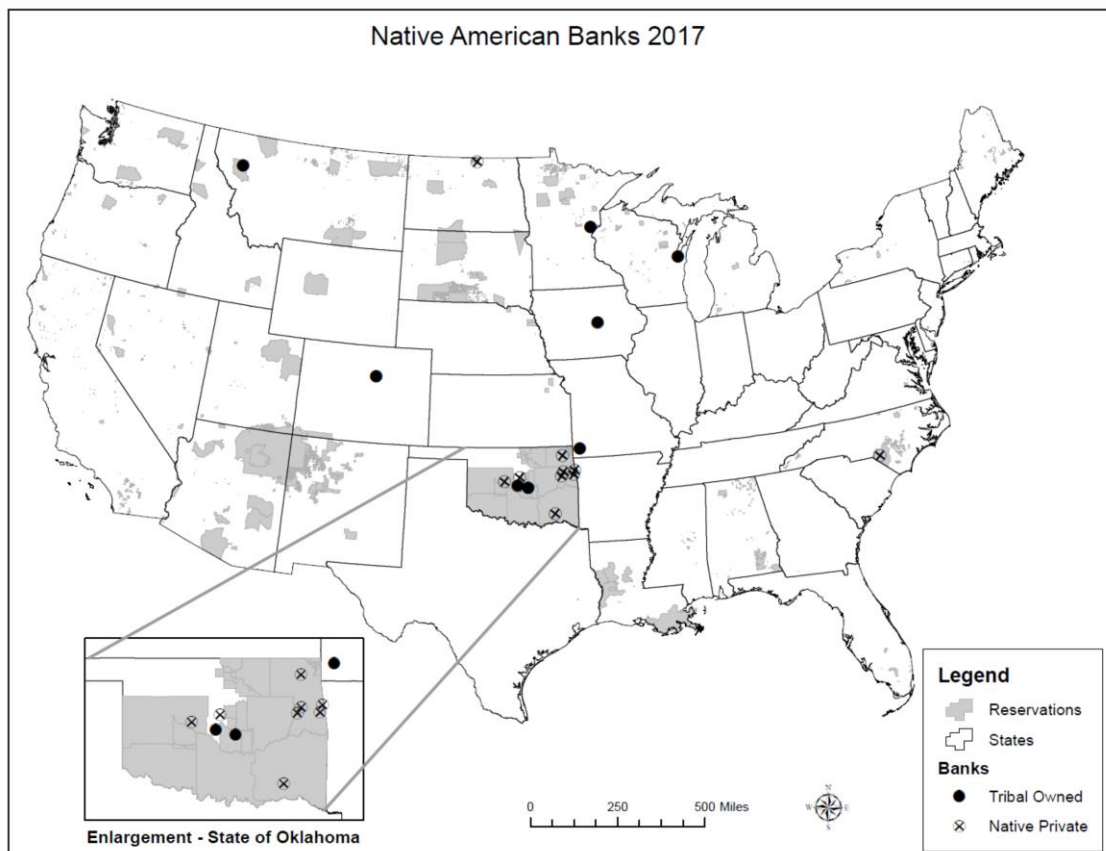 Native American Banks 2017
Legend
Reservations
States
Banks
Tribal Owned
Native Private
0 250 500 Miles
N
W E
S
Enlargement - State of Oklahoma